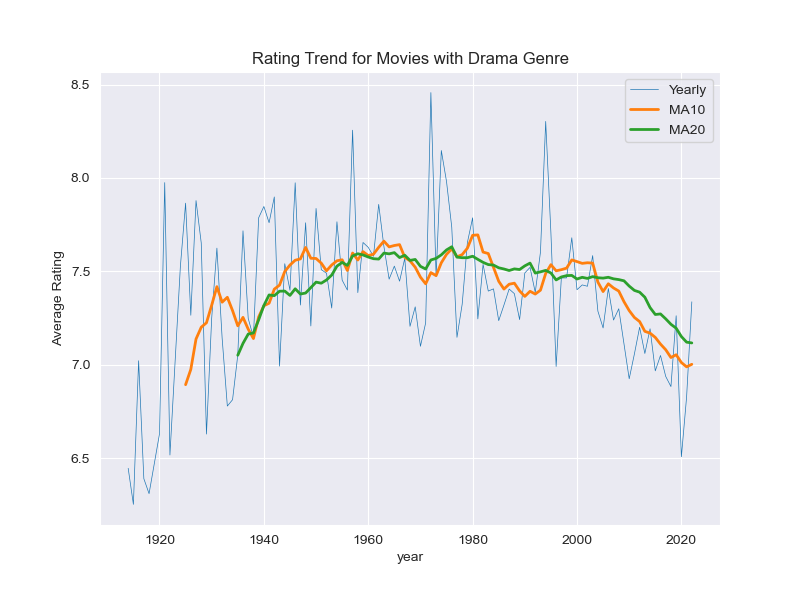 Rating Trend for Movies with Drama Genre
8.5
8.0
7.5
7.0
6.5
Average Rating
Yearly
MA10
MA20
1920 1940 1960 1980 2000 2020
year